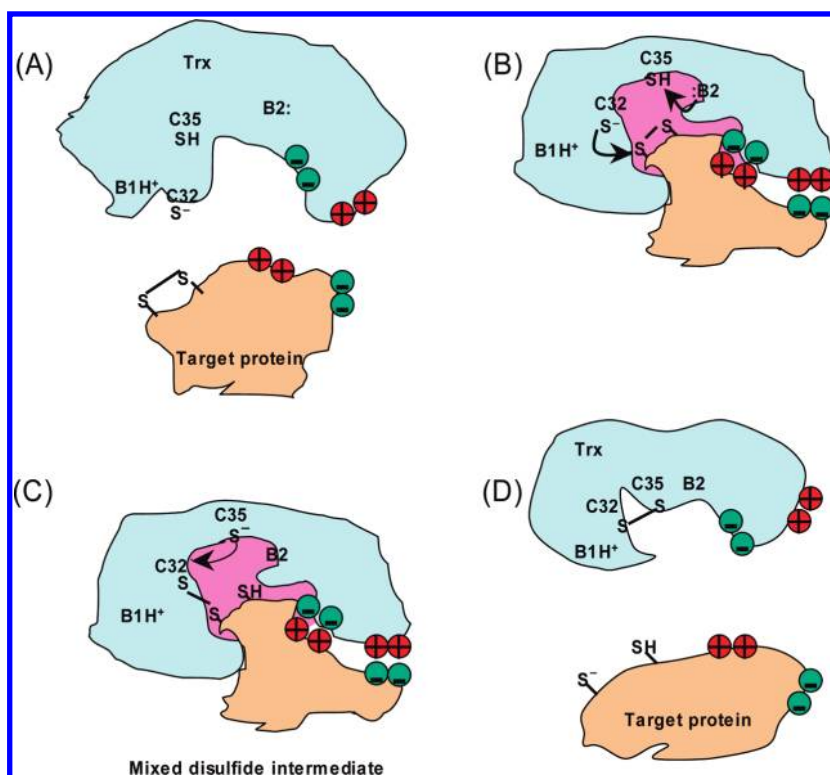 (A)
Trx
C35
SH
B2:
B1H⁺
C32
S⁻
S
S
Target protein
(B)
C35
SH
:B2
C32
S⁻
S
S
B1H⁺
(C)
C35
S⁻
C32
B2
S
SH
B1H⁺
S
Mixed disulfide intermediate
(D)
Trx
C35
B2
C32
S
S
B1H⁺
SH
S⁻
Target protein